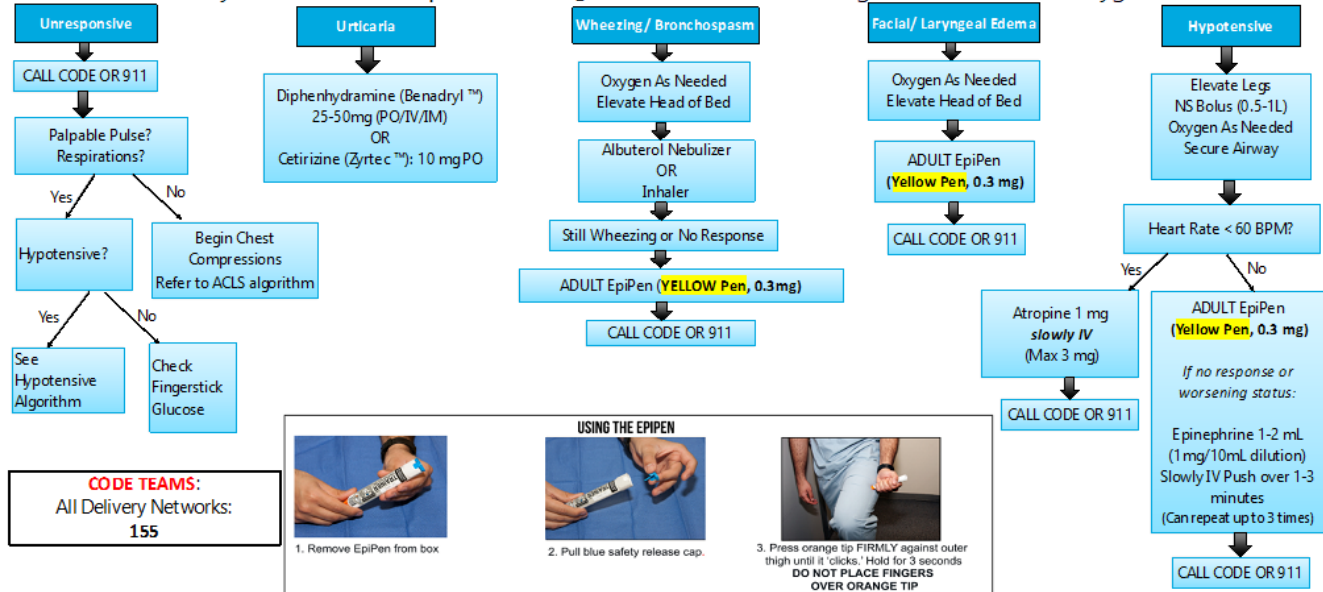 Unresponsive
CALL CODE OR 911
Palpable Pulse?
Respirations?
Yes
No
Hypotensive?
Begin Chest
Compressions
Refer to ACLS algorithm
Yes
No
See
Hypotensive
Algorithm
Check
Fingerstick
Glucose
CODE TEAMS:
All Delivery Networks:
155
Urticaria
Diphenhydramine (Benadryl ™)
25-50mg (PO/IV/IM)
OR
Cetirizine (Zyrtec ™): 10 mg PO
Wheezing/ Bronchospasm
Oxygen As Needed
Elevate Head of Bed
Albuterol Nebulizer
OR
Inhaler
Still Wheezing or No Response
ADULT EpiPen (YELLOW Pen, 0.3mg)
CALL CODE OR 911
Facial/ Laryngeal Edema
Oxygen As Needed
Elevate Head of Bed
ADULT EpiPen
(Yellow Pen, 0.3 mg)
CALL CODE OR 911
Hypotensive
Elevate Legs
NS Bolus (0.5-1L)
Oxygen As Needed
Secure Airway
Heart Rate < 60 BPM?
Yes
No
Atropine 1 mg
slowly IV
(Max 3 mg)
CALL CODE OR 911
ADULT EpiPen
(Yellow Pen, 0.3 mg)
If no response or
worsening status:
Epinephrine 1-2 mL
(1mg/10mL dilution)
Slowly IV Push over 1-3
minutes
(Can repeat up to 3 times)
CALL CODE OR 911
USING THE EPIPEN
1. Remove EpiPen from box
2. Pull blue safety release cap.
3. Press orange tip FIRMLY against outer
thigh until it 'clicks.' Hold for 3 seconds
DO NOT PLACE FINGERS
OVER ORANGE TIP